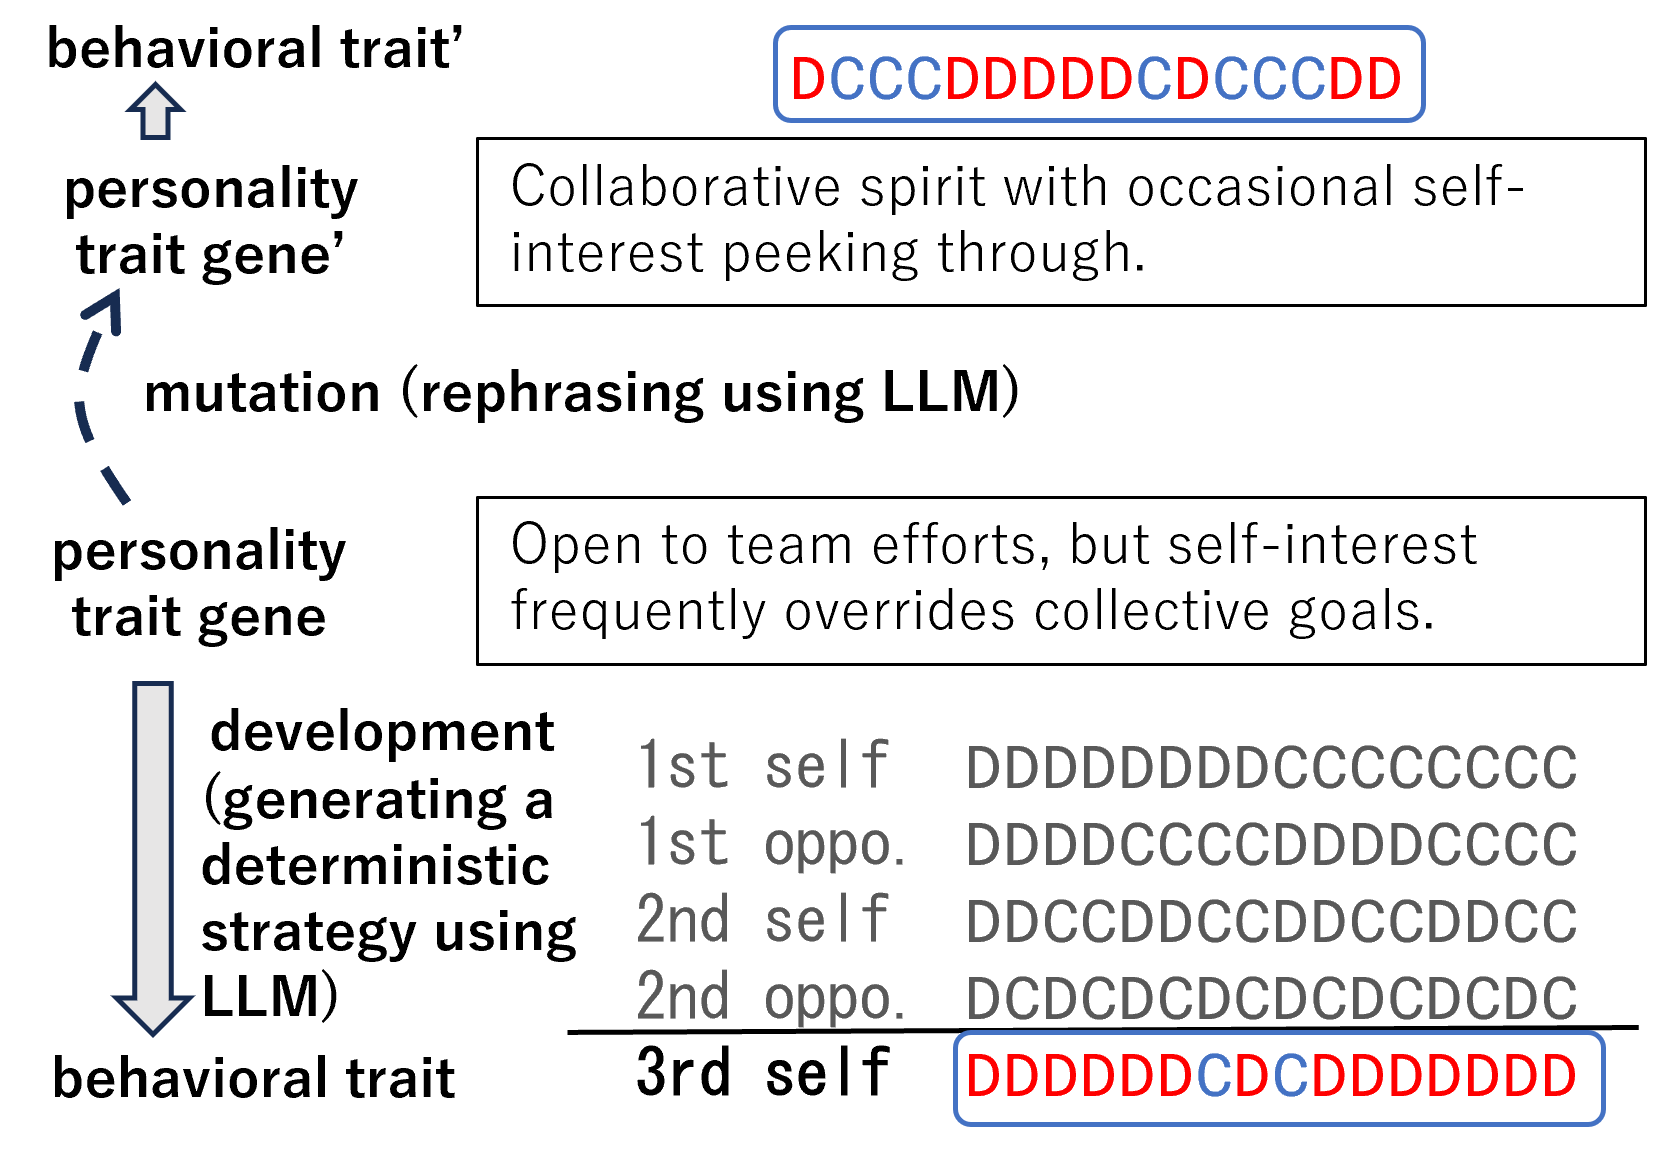 behavioral trait’
DCCCDDDDDCDCCCDD
personality
trait gene’
Collaborative spirit with occasional self-
interest peeking through.
mutation (rephrasing using LLM)
personality
trait gene
Open to team efforts, but self-interest
frequently overrides collective goals.
development
(generating a
deterministic
strategy using
LLM)
1st self DDDDDDDDCCCCCCCC
1st oppo. DDDDCCCCDDDDCCCC
2nd self DDCCDDCCDDCCDDCC
2nd oppo. DCDCDCDCDCDCDCDC
behavioral trait
3rd self DDDDDDCDCDDDDDDD